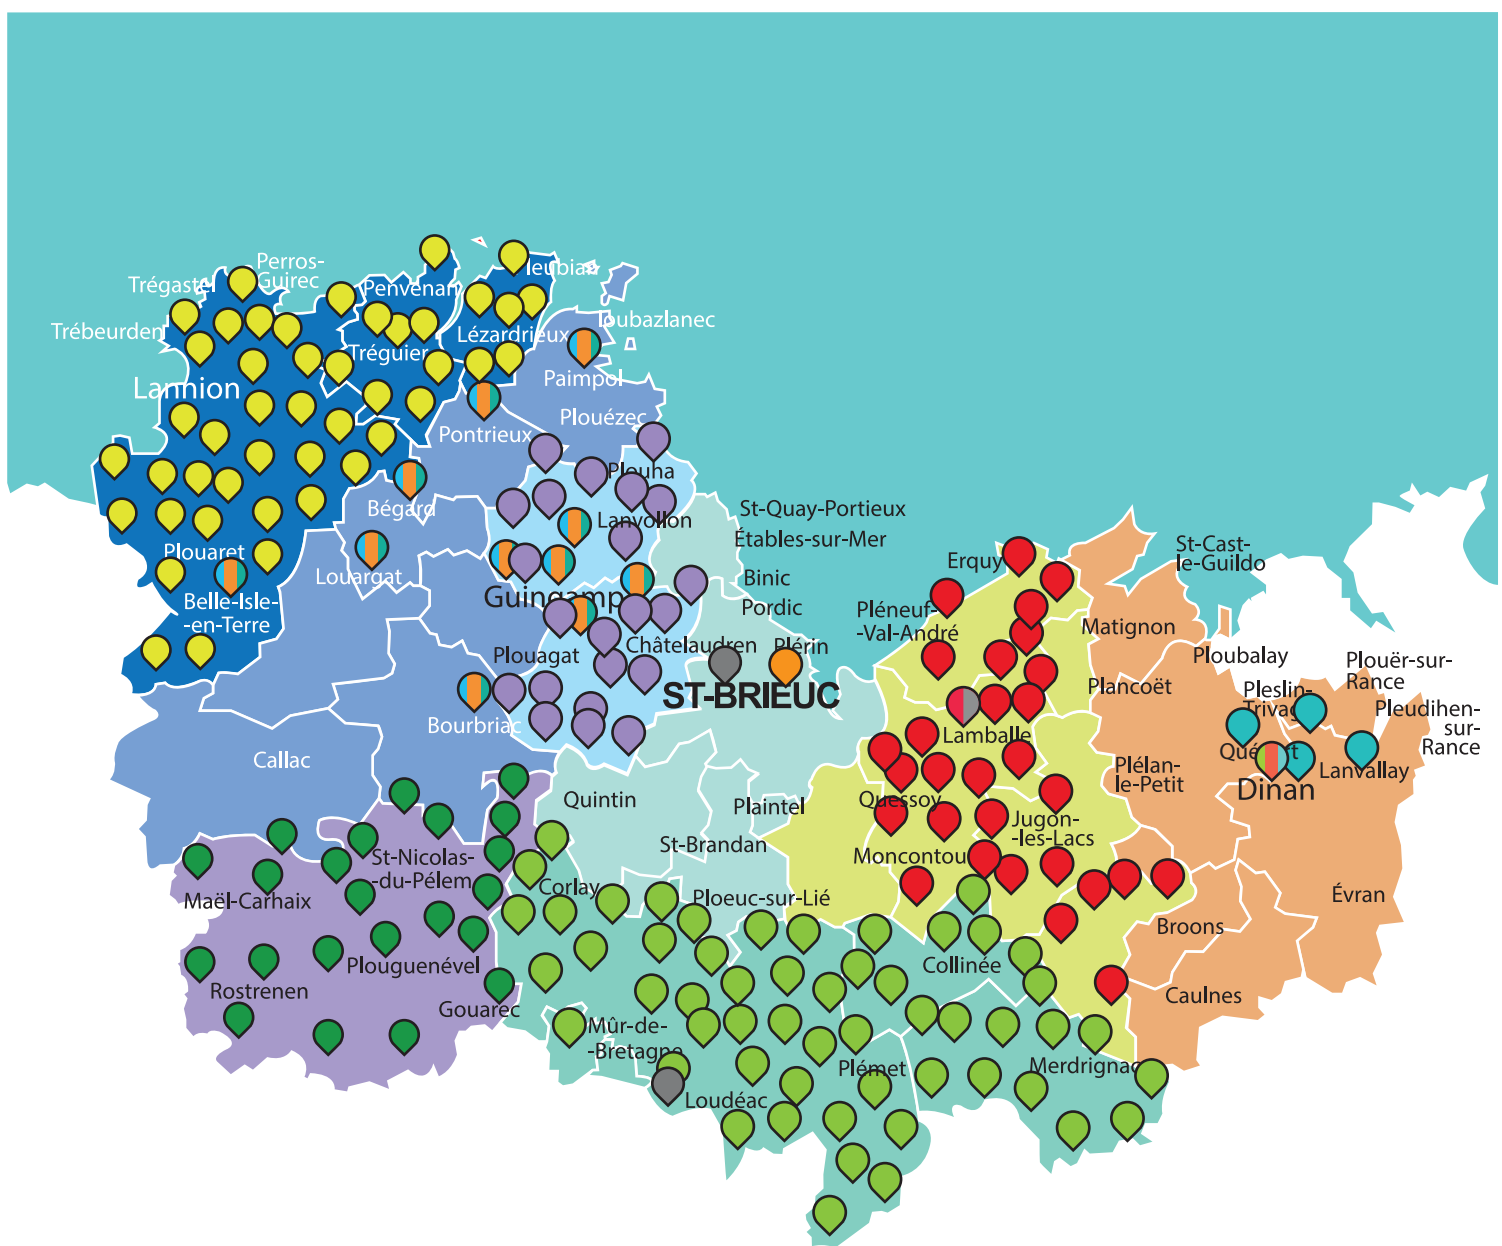 Perros-
Guirec
Trégastel
Trébeurden
Penvénan
Lézardrieux
Tréguier
Lannion
Paimpol
Plouézec
Pontrieux
Plouha
Bégard
Lanvollon
St-Quay-Portieux
Étables-sur-Mer
Plouaret
Louargat
Belle-Isle-
-en-Terre
Guingamp
Binic
Pordic
Châtelaudren
Plérin
Plouagat
ST-BRIEUC
Bourbriac
Callac
Erquy
St-Cast-
le-Guildo
Pléneuf-
-Val-André
Matignon
Ploubalay
Plouër-sur-
Rance
Plancoët
Pleslin-
Pleudihen-
sur-
Rance
Lamballe
Lanvallay
Dinan
Plélan-
le-Petit
Quintin
Plaintel
Quessoy
Jugon-
-les-Lacs
St-Brandan
Moncontou
St-Nicolas-
-du-Pélem
Maël-Carhaix
Corlay
Ploeuc-sur-Lié
Évran
Broons
Plouguenével
Collinée
Rostrenen
Gouarec
Caulnes
Mûr-de-
-Bretagne
Plémet
Merdrignac
Loudéac